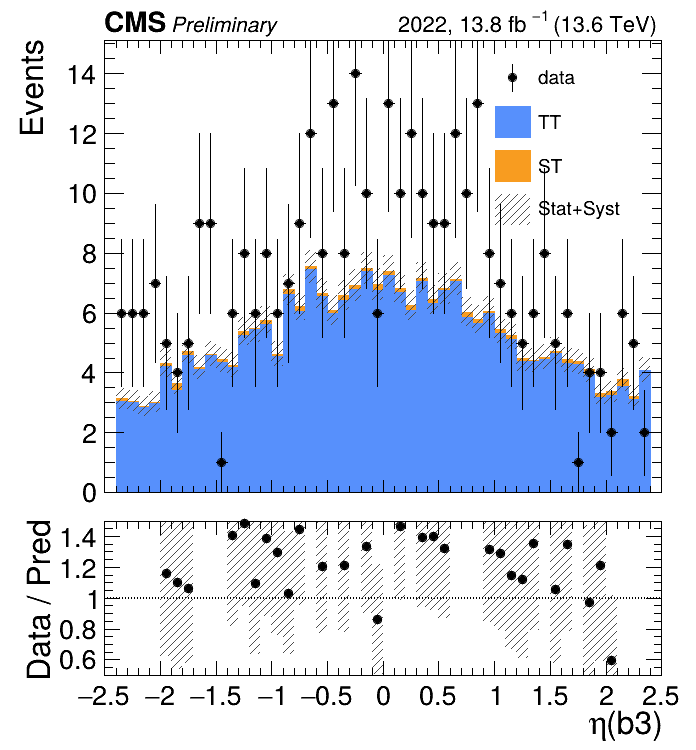 CMS Preliminary 2022, 13.8 fb⁻¹ (13.6 TeV)
Events
14
12
10
8
6
4
2
0
data
TT
ST
Stat+Syst
Data / Pred
1.4
1.2
1
0.8
0.6
−2.5 −2 −1.5 −1 −0.5 0 0.5 1 1.5 2 2.5
η(b3)